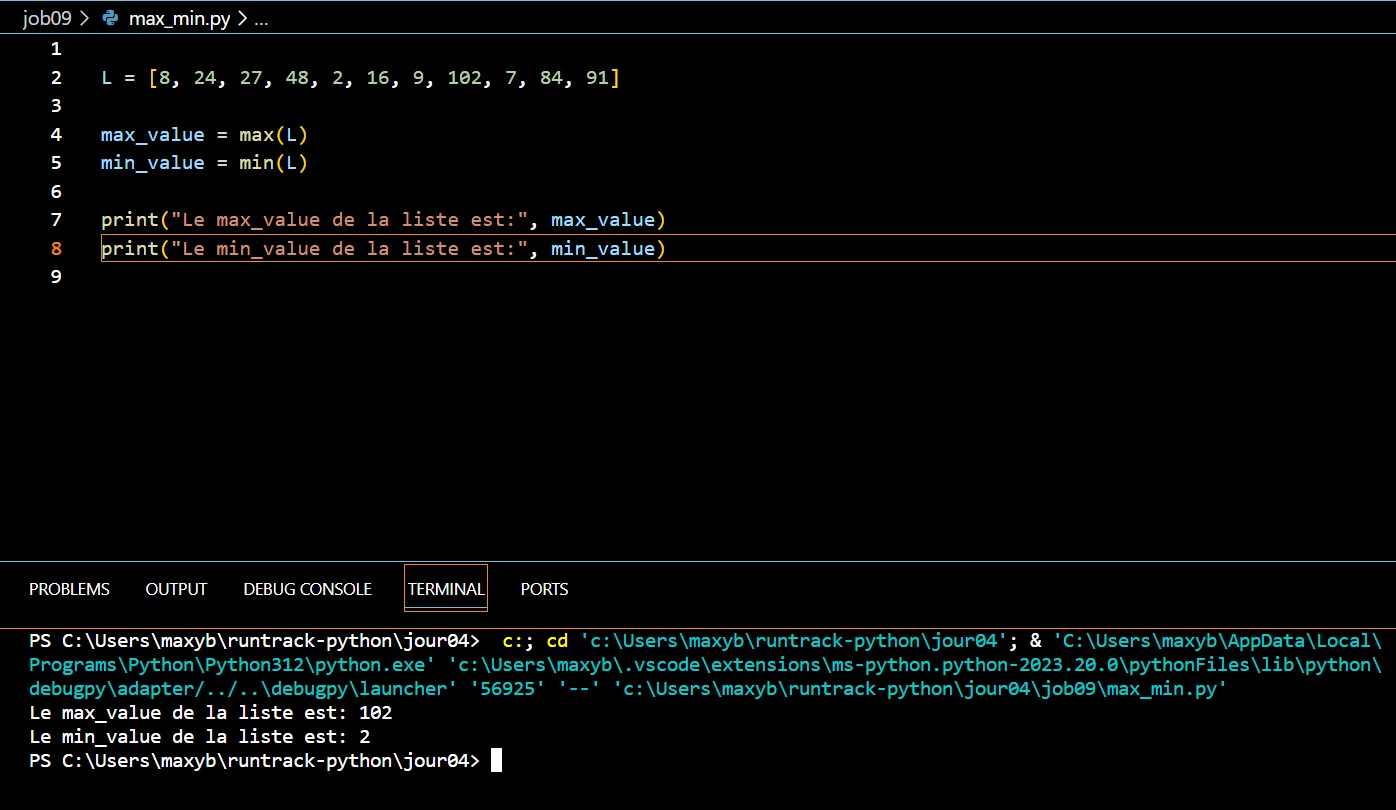 job09 > max_min.py > ...
1
2 L = [8, 24, 27, 48, 2, 16, 9, 102, 7, 84, 91]
3
4 max_value = max(L)
5 min_value = min(L)
6
7 print("Le max_value de la liste est:", max_value)
8 print("Le min_value de la liste est:", min_value)
9
PROBLEMS OUTPUT DEBUG CONSOLE TERMINAL PORTS
PS C:\Users\maxyb\runtrack-python\jour04>  c:; cd 'c:\Users\maxyb\runtrack-python\jour04'; & 'C:\Users\maxyb\AppData\Local\
Programs\Python\Python312\python.exe' 'c:\Users\maxyb\.vscode\extensions\ms-python.python-2023.20.0\pythonFiles\lib\python\
debugpy\adapter/../..\debugpy\launcher' '56925' '--' 'c:\Users\maxyb\runtrack-python\jour04\job09\max_min.py'
Le max_value de la liste est: 102
Le min_value de la liste est: 2
PS C:\Users\maxyb\runtrack-python\jour04>